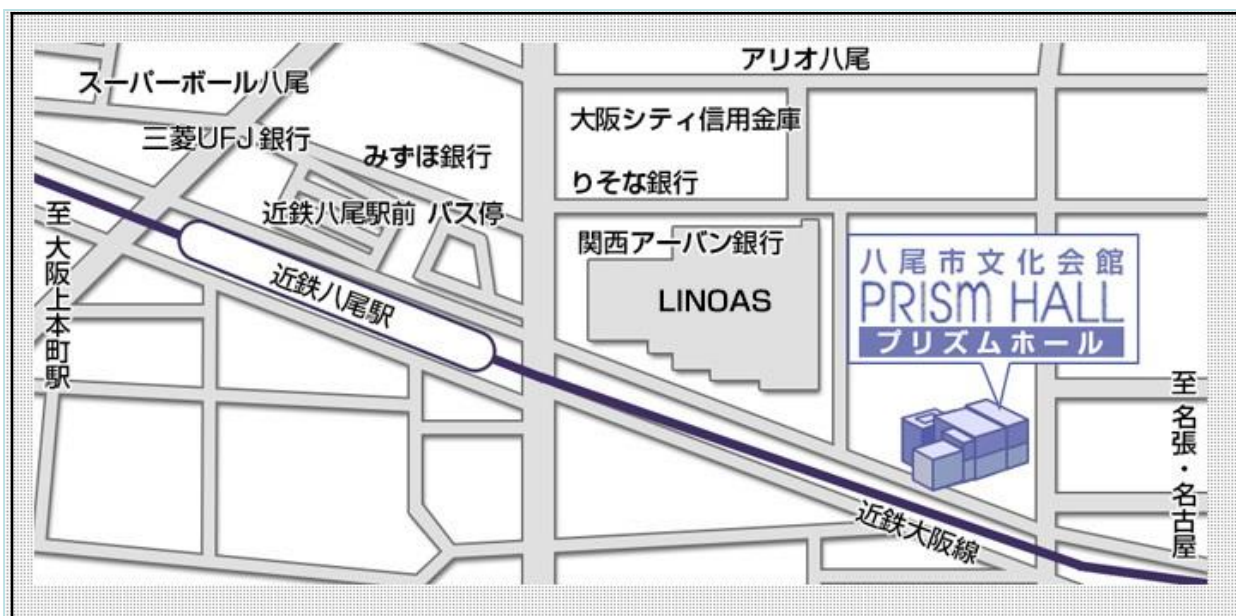 アリオ八尾
スーパーボール八尾
大阪シティ信用金庫
三菱UFJ銀行
みずほ銀行
りそな銀行
近鉄八尾駅前 バス停
至 大阪上本町駅
関西アーバン銀行
八尾市文化会館
PRISM HALL
プリズムホール
近鉄八尾駅
LINOAS
至 名張・名古屋
近鉄大阪線